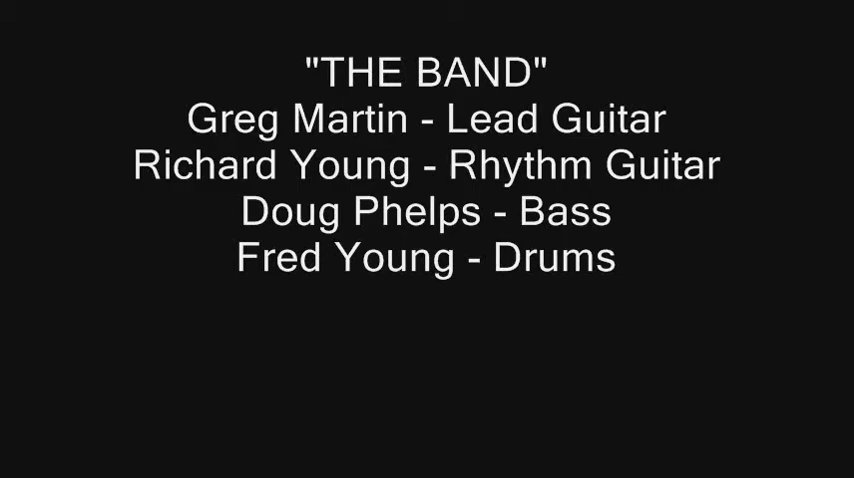 "THE BAND"
Greg Martin - Lead Guitar
Richard Young - Rhythm Guitar
Doug Phelps - Bass
Fred Young - Drums